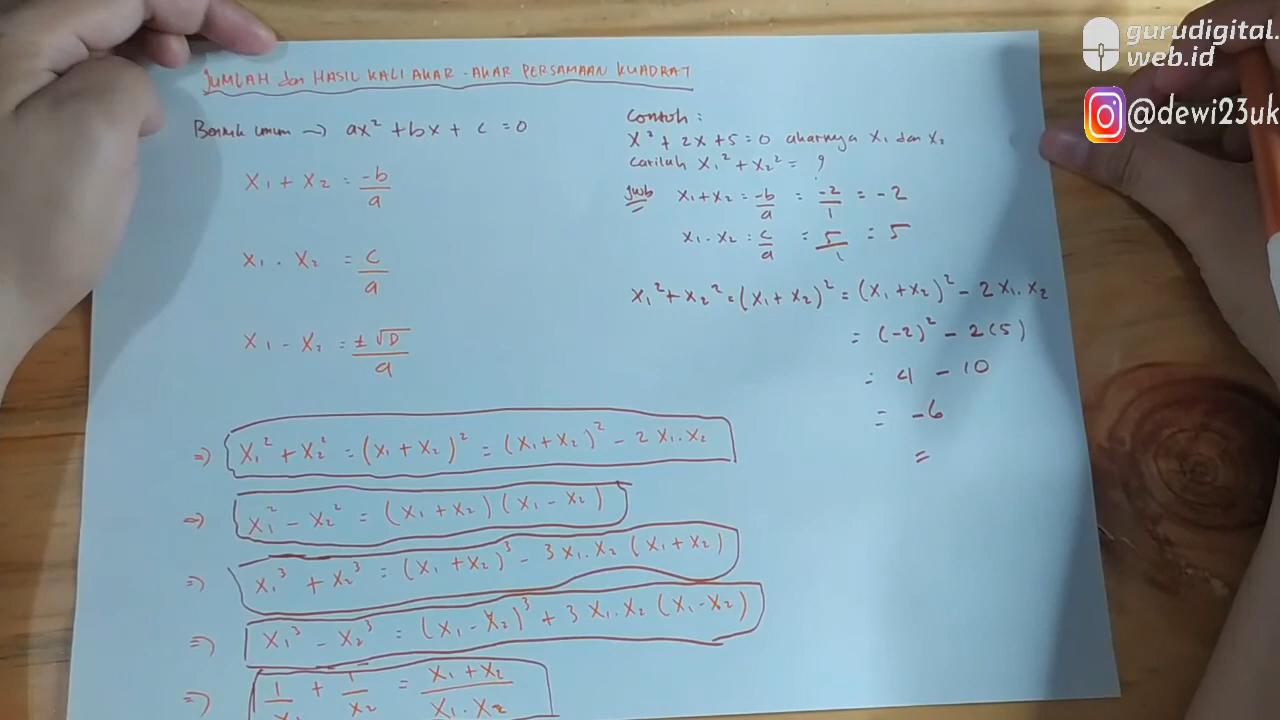 JUMLAH dan HASIL KALI AKAR-AKAR PERSAMAAN KUADRAT
Bentuk umum → ax² + bx + c = 0
x₁ + x₂ = -b/a
x₁ . x₂ = c/a
x₁ - x₂ = ±√D/a
⇒ x₁² + x₂² = (x₁ + x₂)² = (x₁ + x₂)² - 2 x₁.x₂
⇒ x₁² - x₂² = (x₁ + x₂) (x₁ - x₂)
⇒ x₁³ + x₂³ = (x₁ + x₂)³ - 3 x₁.x₂ (x₁ + x₂)
⇒ x₁³ - x₂³ = (x₁ - x₂)³ + 3 x₁.x₂ (x₁ - x₂)
⇒ 1/x₁ + 1/x₂ = x₁ + x₂/x₁.x₂
Contoh :
x² + 2x + 5 = 0 akarnya x₁ dan x₂
Carilah x₁² + x₂² = ?
Jwb x₁ + x₂ = -b/a = -2/1 = -2
x₁ . x₂ = c/a = 5/1 = 5
x₁² + x₂² = (x₁ + x₂)² = (x₁ + x₂)² - 2 x₁.x₂
= (-2)² - 2(5)
= 4 - 10
= -6
=
gurudigital.
web.id
@dewi23uk